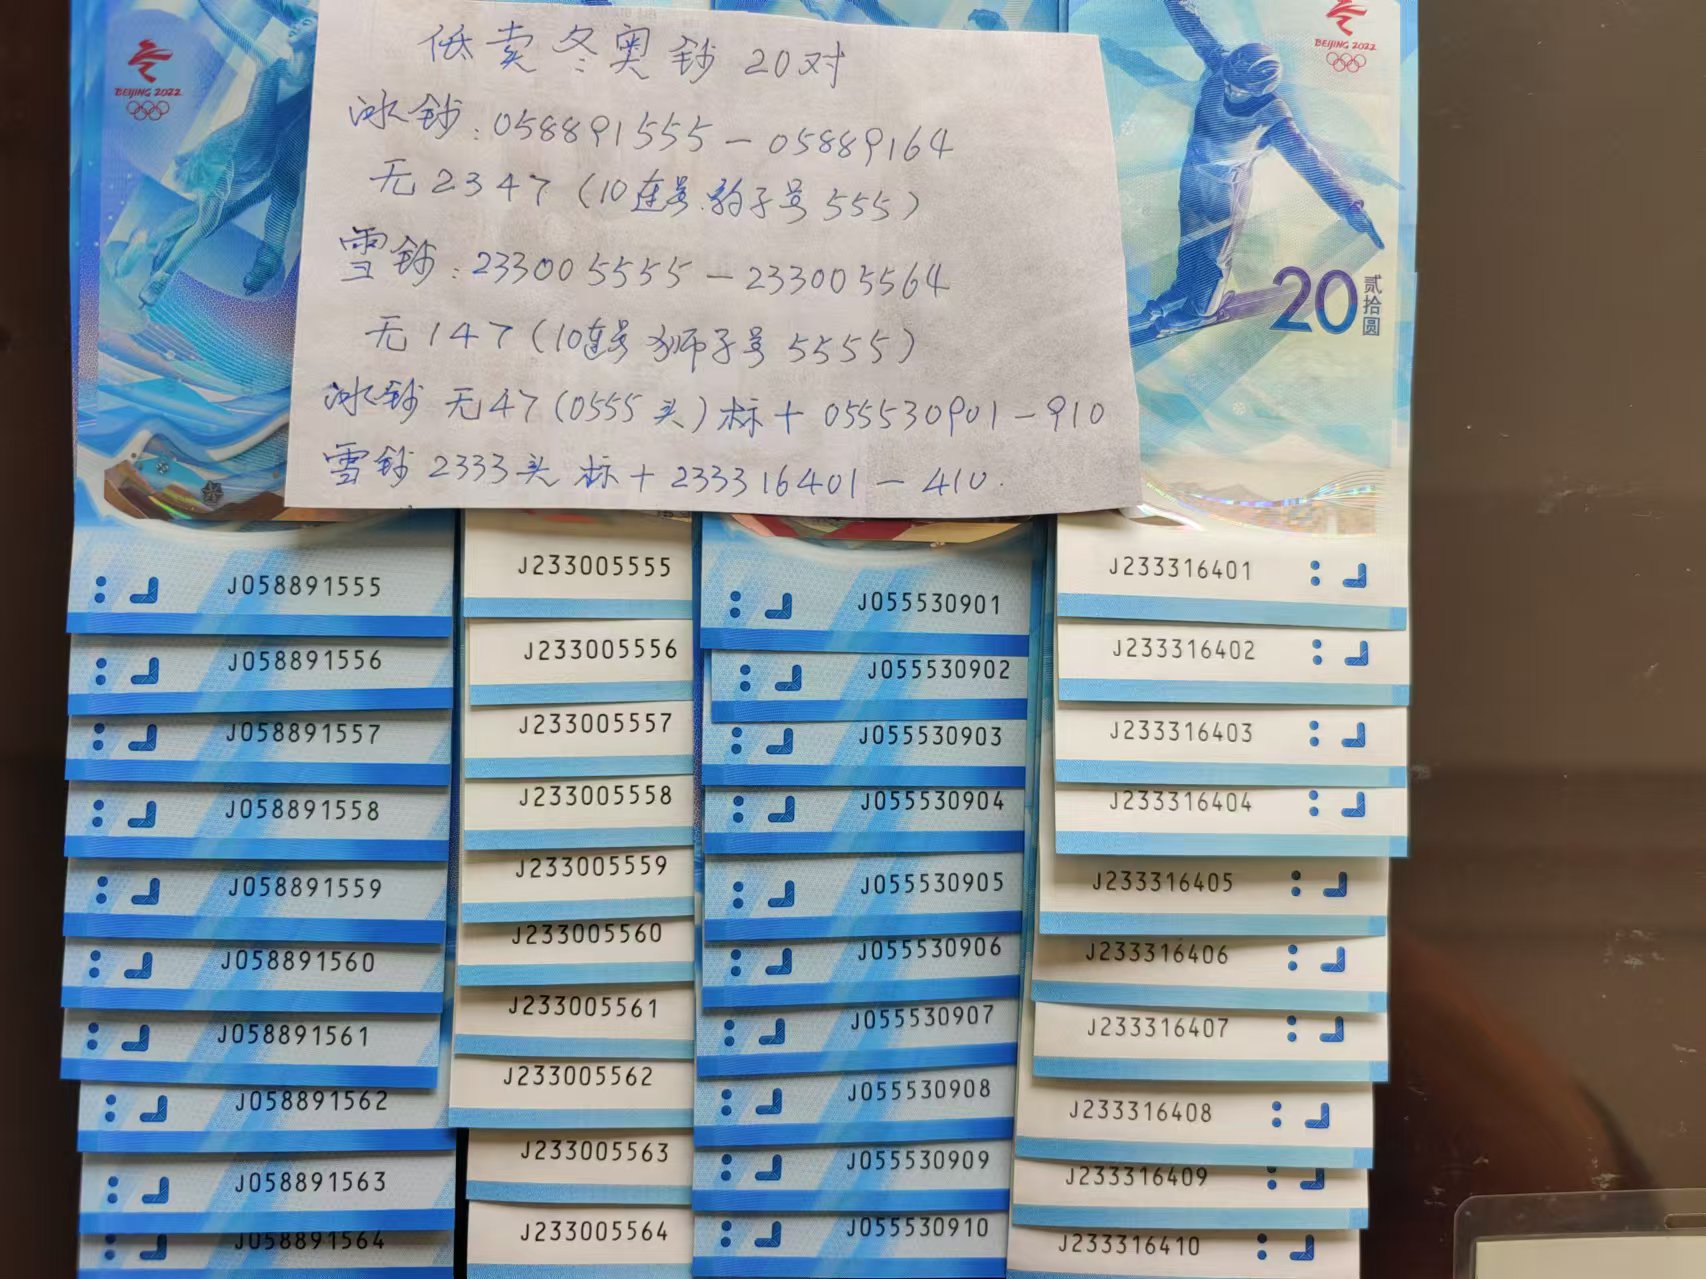 低卖冬奥钞20对
冰钞:058891555-05889164
无2347(10连号.豹子号555)
雪钞:233005555-233005564
无147(10连号狮子号5555)
冰钞 无47(0555头)标十055530901-910
雪钞2333头标十233316401-410.
BEIJING 2022
BEIJING 2022
20
贰拾圆
J058891555
J058891556
J058891557
J058891558
J058891559
J058891560
J058891561
J058891562
J058891563
J058891564
J233005555
J233005556
J233005557
J233005558
J233005559
J233005560
J233005561
J233005562
J233005563
J233005564
J055530901
J055530902
J055530903
J055530904
J055530905
J055530906
J055530907
J055530908
J055530909
J055530910
J233316401
J233316402
J233316403
J233316404
J233316405
J233316406
J233316407
J233316408
J233316409
J233316410